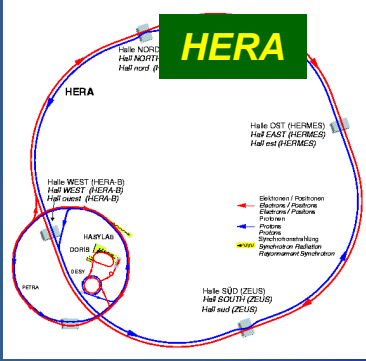 HERA
Halle NORD
Hall NORTH
Hall nord (H
HERA
Halle OST (HERMES)
Hall EAST (HERMES)
Hall est (HERMES)
Halle WEST (HERA-B)
Hall WEST (HERA-B)
Hall ouest (HERA-B)
Elektronen / Positronen
Electrons / Positrons
Electrons / Positrons
Protonen
Protons
Protons
Synchrotronstrahlung
Synchrotron Radiation
Rayonnement Synchrotron
HASYLAB
DORIS
DESY
PETRA
Halle SÜD (ZEUS)
Hall SOUTH (ZEUS)
Hall sud (ZEUS)